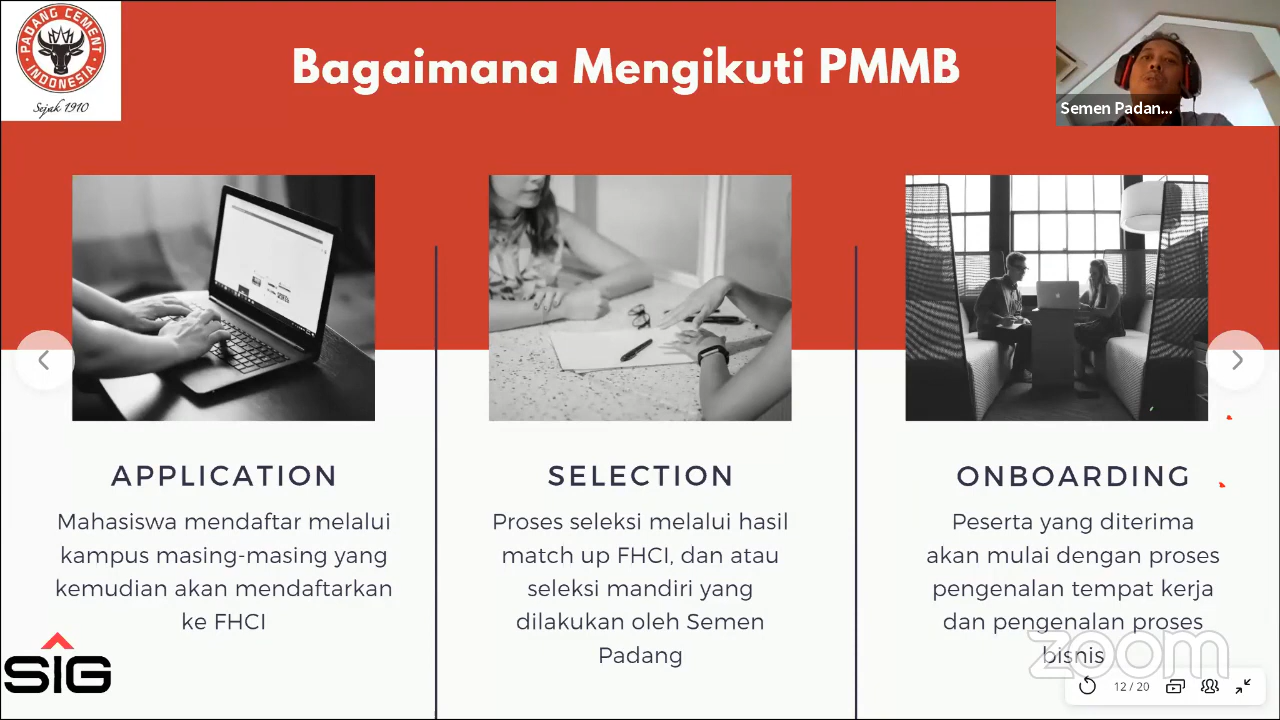 PADANG CEMENT
INDONESIA
Sejak 1910
Bagaimana Mengikuti PMMB
Semen Padan...
APPLICATION
Mahasiswa mendaftar melalui
kampus masing-masing yang
kemudian akan mendaftarkan
ke FHCI
SELECTION
Proses seleksi melalui hasil
match up FHCI, dan atau
seleksi mandiri yang
dilakukan oleh Semen
Padang
ONBOARDING
Peserta yang diterima
akan mulai dengan proses
pengenalan tempat kerja
dan pengenalan proses
bisnis
SIG
zoom
12 / 20